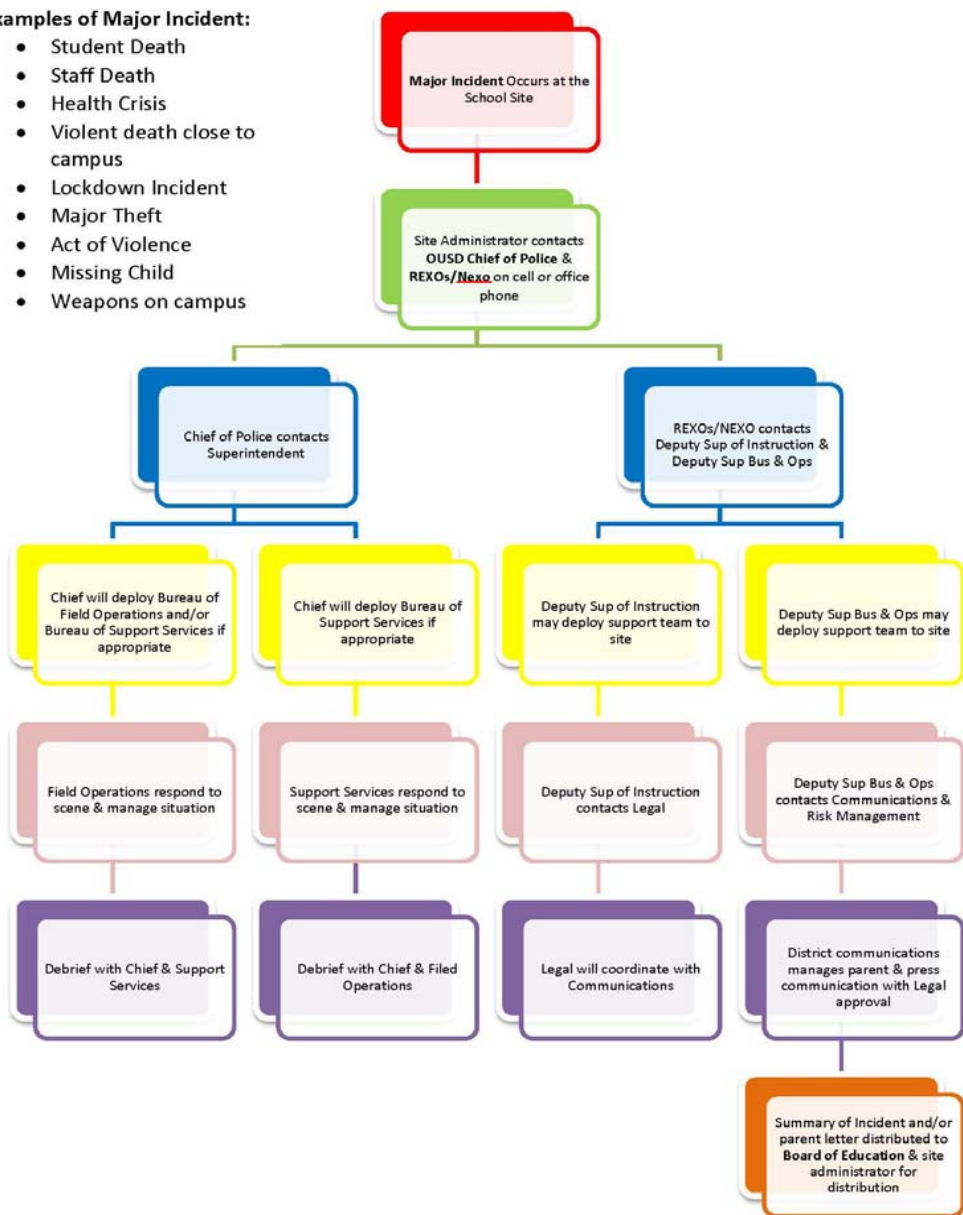 xamples of Major Incident:
• Student Death
• Staff Death
• Health Crisis
• Violent death close to
campus
• Lockdown Incident
• Major Theft
• Act of Violence
• Missing Child
• Weapons on campus
Major Incident Occurs at the
School Site
Site Administrator contacts
OUSD Chief of Police &
REXOs/Nexo on cell or office
phone
Chief of Police contacts
Superintendent
REXOs/NEXO contacts
Deputy Sup of Instruction &
Deputy Sup Bus & Ops
Chief will deploy Bureau of
Field Operations and/or
Bureau of Support Services if
appropriate
Chief will deploy Bureau of
Support Services if
appropriate
Deputy Sup of Instruction
may deploy support team to
site
Deputy Sup Bus & Ops may
deploy support team to site
Field Operations respond to
scene & manage situation
Support Services respond to
scene & manage situation
Deputy Sup of Instruction
contacts Legal
Deputy Sup Bus & Ops
contacts Communications &
Risk Management
Debrief with Chief & Support
Services
Debrief with Chief & Filed
Operations
Legal will coordinate with
Communications
District communications
manages parent & press
communication with Legal
approval
Summary of Incident and/or
parent letter distributed to
Board of Education & site
administrator for
distribution